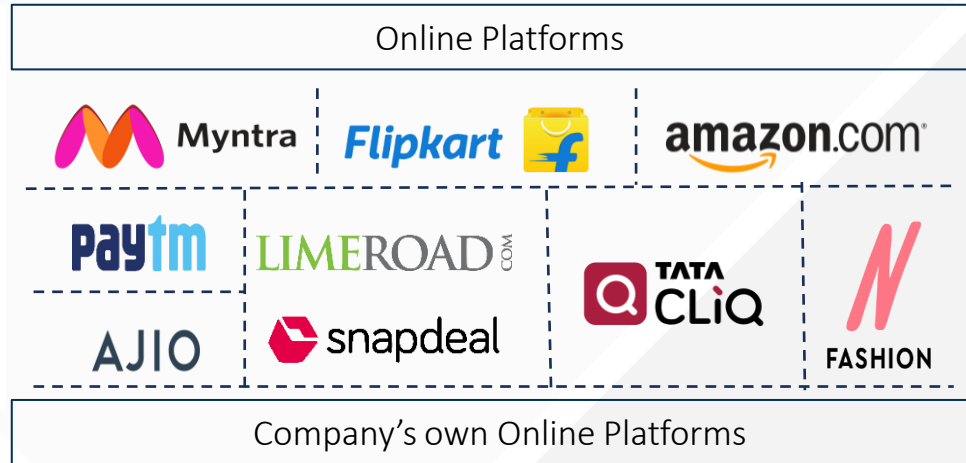 Online Platforms
Myntra
Flipkart
f
amazon.com®
paytm
LIMEROAD.COM
TATA
CLiQ
N
FASHION
AJIO
snapdeal
Company's own Online Platforms